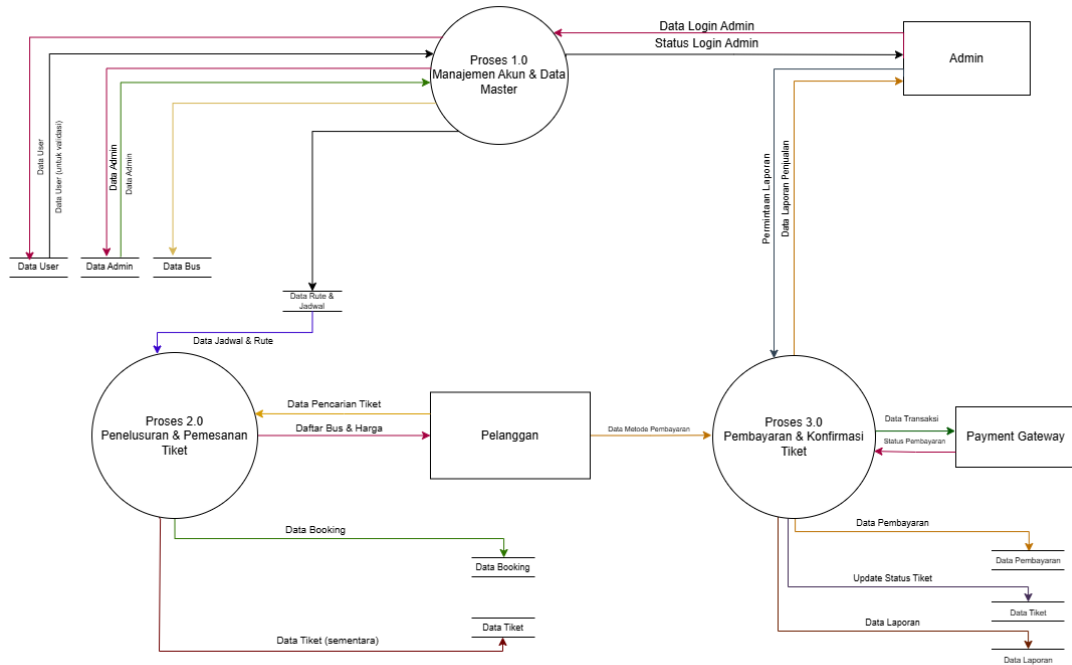 Data Login Admin
Status Login Admin
Proses 1.0
Manajemen Akun & Data
Master
Admin
Data User
Data User (untuk validasi)
Data Admin
Data Admin
Permintaan Laporan
Data Laporan Penjualan
Data User
Data Admin
Data Bus
Data Rute &
Jadwal
Data Jadwal & Rute
Proses 2.0
Penelusuran & Pemesanan
Tiket
Data Pencarian Tiket
Daftar Bus & Harga
Pelanggan
Data Metode Pembayaran
Proses 3.0
Pembayaran & Konfirmasi
Tiket
Data Transaksi
Status Pembayaran
Payment Gateway
Data Booking
Data Booking
Data Tiket
Data Tiket (sementara)
Data Pembayaran
Data Pembayaran
Update Status Tiket
Data Tiket
Data Laporan
Data Laporan